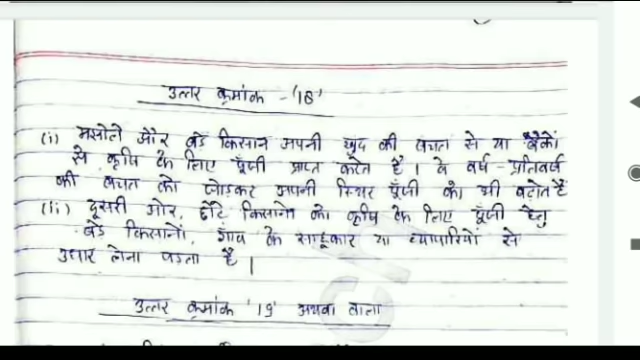 उत्तर क्रमांक - '18'
(i) मझोले और बड़े किसान अपनी खुद की बचत से या बैंकों
से कृषि के लिए पूँजी प्राप्त करते हैं। वे वर्ष - प्रतिवर्ष
की बचत को जोड़कर अपनी स्थिर पूँजी को भी बढ़ाते हैं
(ii) दूसरी ओर, छोटे किसानों को कृषि के लिए पूँजी हेतु
बड़े किसानों, गाँव के साहूकार या व्यापारियों से
उधार लेना पड़ता है।
उत्तर क्रमांक '19' अथवा वाला